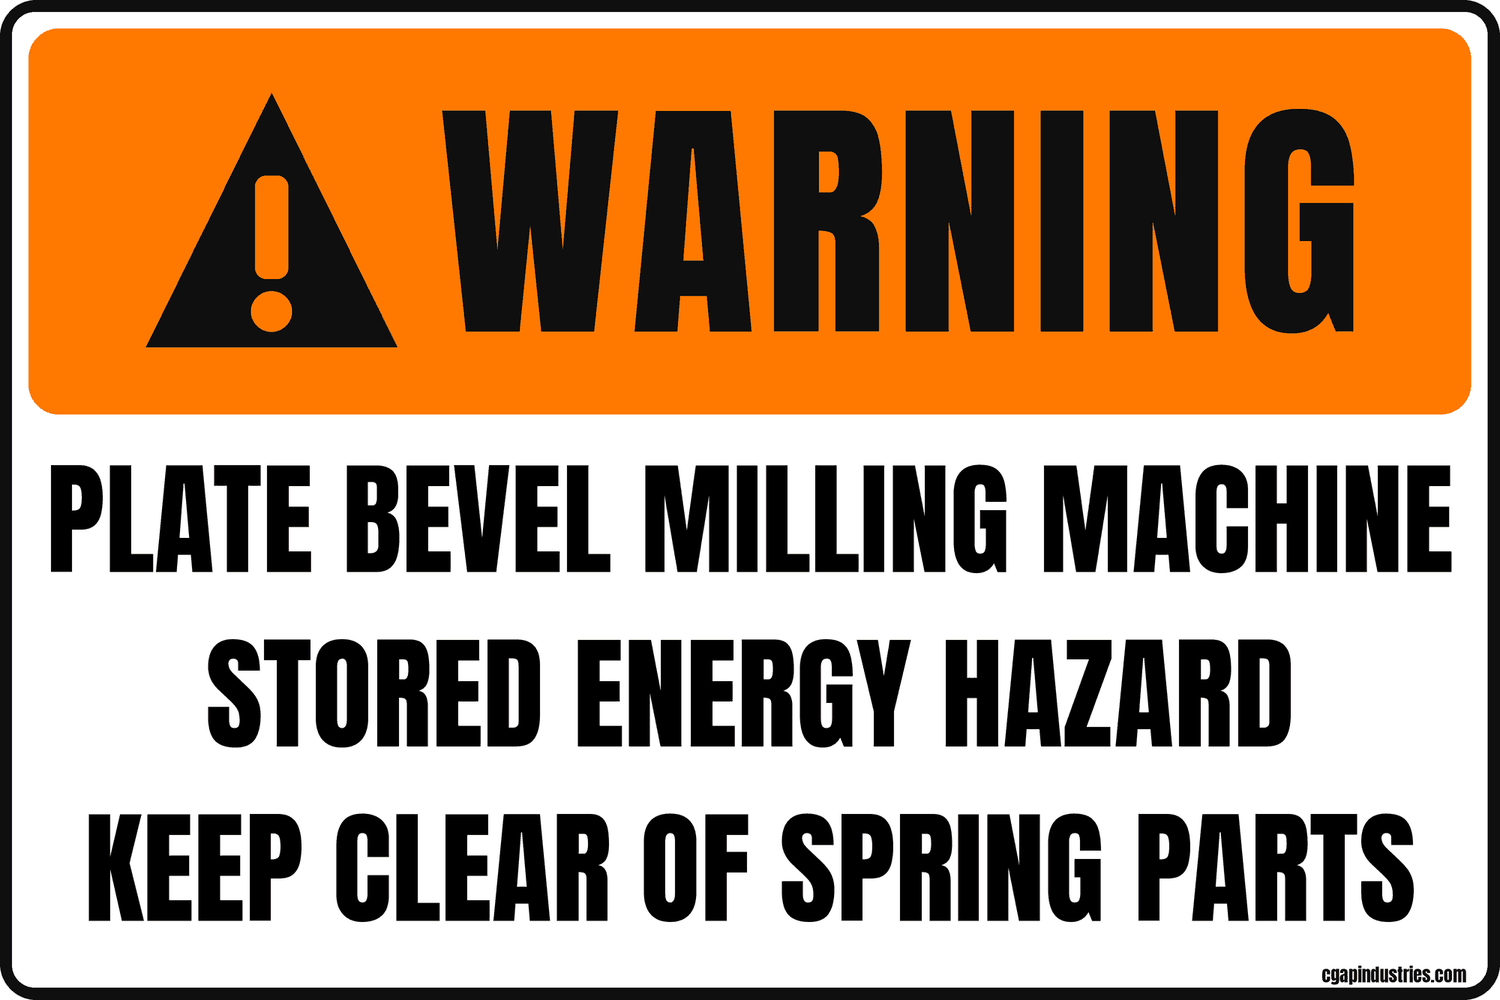 WARNING
PLATE BEVEL MILLING MACHINE
STORED ENERGY HAZARD
KEEP CLEAR OF SPRING PARTS
cgapindustries.com